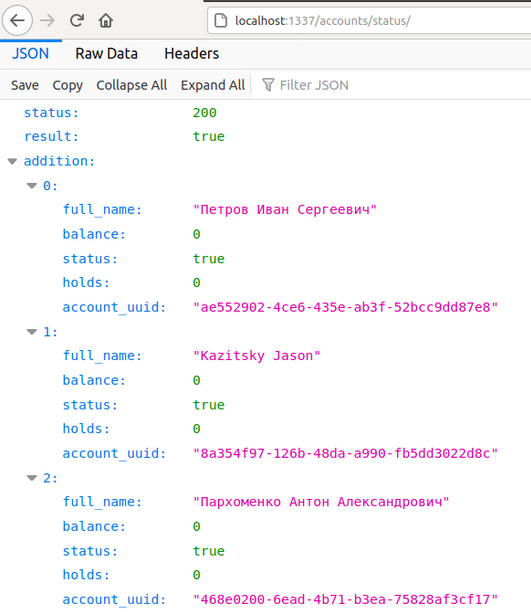 localhost:1337/accounts/status/
JSON Raw Data Headers
Save Copy Collapse All Expand All Filter JSON
status: 200
result: true
addition:
0:
full_name: "Петров Иван Сергеевич"
balance: 0
status: true
holds: 0
account_uuid: "ae552902-4ce6-435e-ab3f-52bcc9dd87e8"
1:
full_name: "Kazitsky Jason"
balance: 0
status: true
holds: 0
account_uuid: "8a354f97-126b-48da-a990-fb5dd3022d8c"
2:
full_name: "Пархоменко Антон Александрович"
balance: 0
status: true
holds: 0
account_uuid: "468e0200-6ead-4b71-b3ea-75828af3cf17"